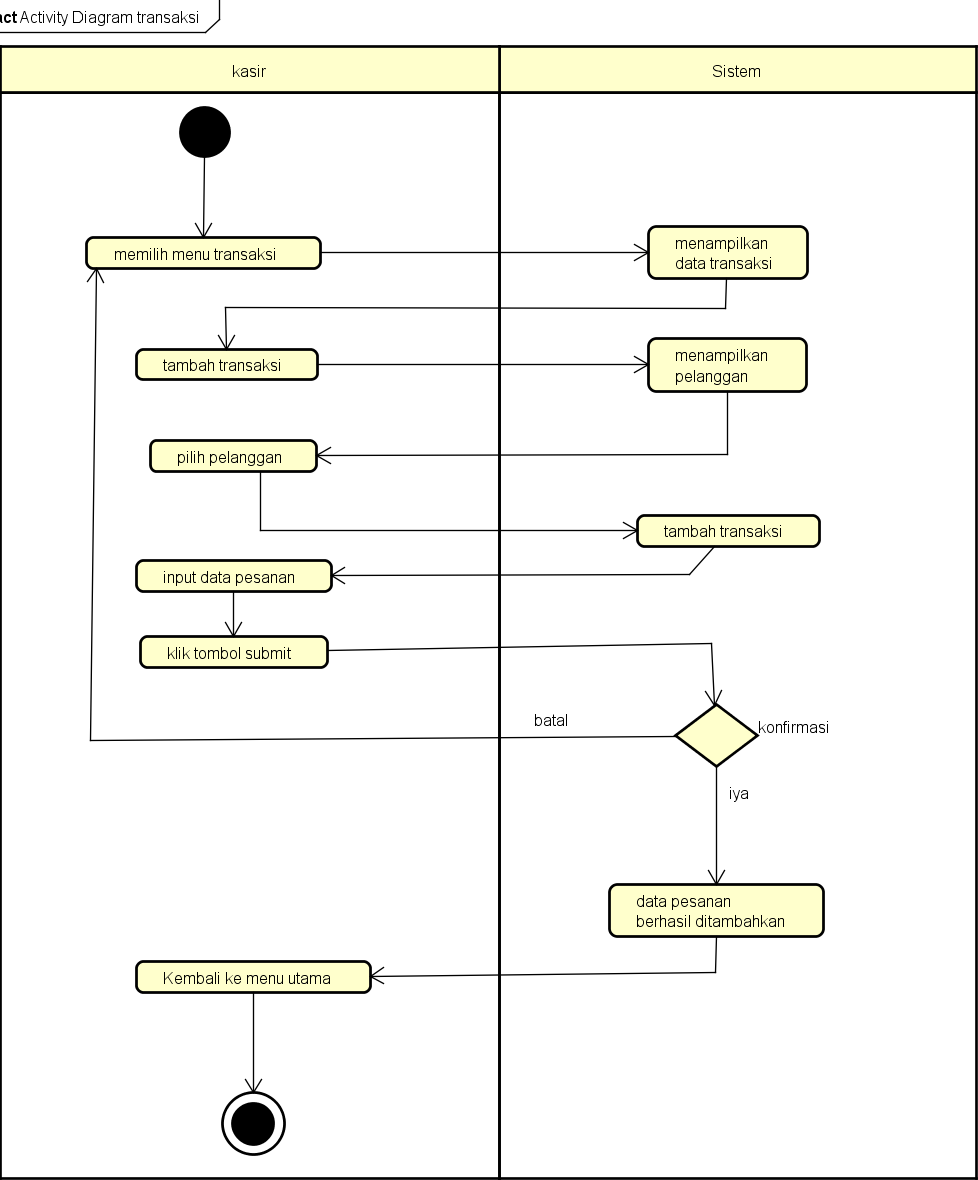 act Activity Diagram transaksi
kasir
Sistem
memilih menu transaksi
menampilkan
data transaksi
tambah transaksi
menampilkan
pelanggan
pilih pelanggan
tambah transaksi
input data pesanan
klik tombol submit
batal
konfirmasi
iya
data pesanan
berhasil ditambahkan
Kembali ke menu utama